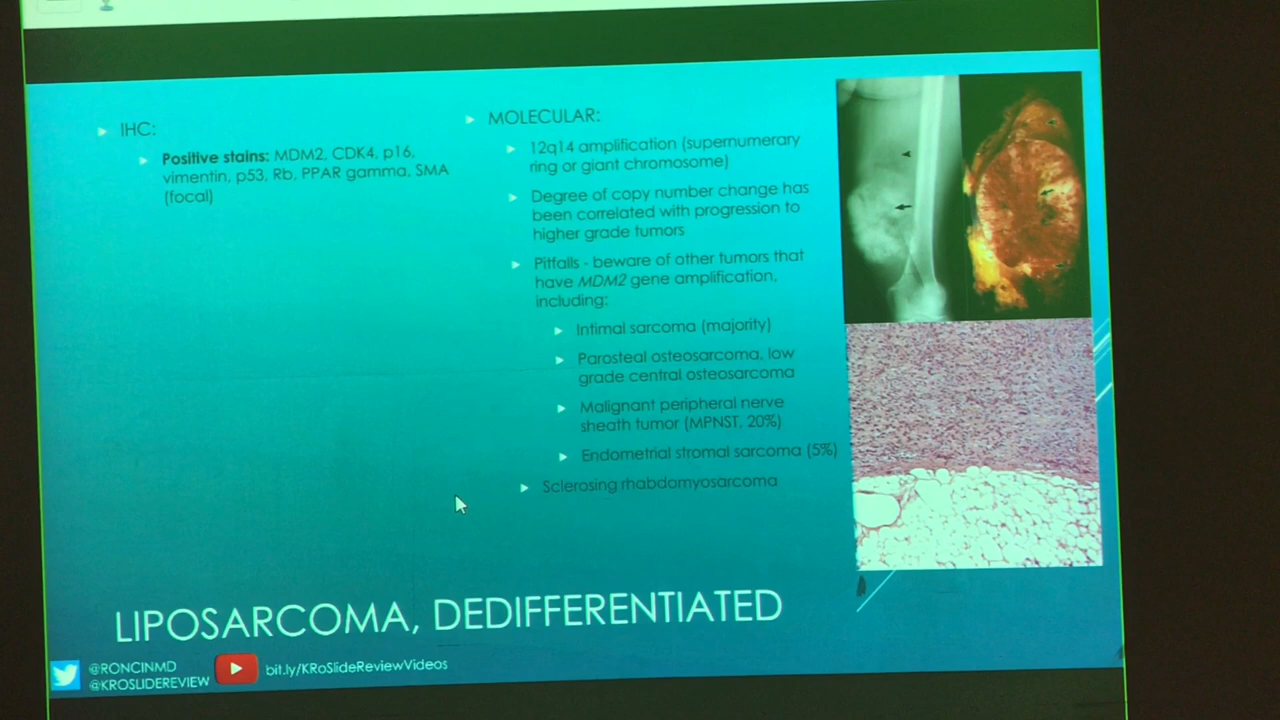 IHC:
Positive stains: MDM2, CDK4, p16,
vimentin, p53, Rb, PPAR gamma, SMA
(focal)
MOLECULAR:
12q14 amplification (supernumerary
ring or giant chromosome)
Degree of copy number change has
been correlated with progression to
higher grade tumors
Pitfalls - beware of other tumors that
have MDM2 gene amplification,
including:
Intimal sarcoma (majority)
Parosteal osteosarcoma, low
grade central osteosarcoma
Malignant peripheral nerve
sheath tumor (MPNST, 20%)
Endometrial stromal sarcoma (5%)
Sclerosing rhabdomyosarcoma
LIPOSARCOMA, DEDIFFERENTIATED
@RONCINMD
@KROSLIDEREVIEW
bit.ly/KRoSlideReviewVideos